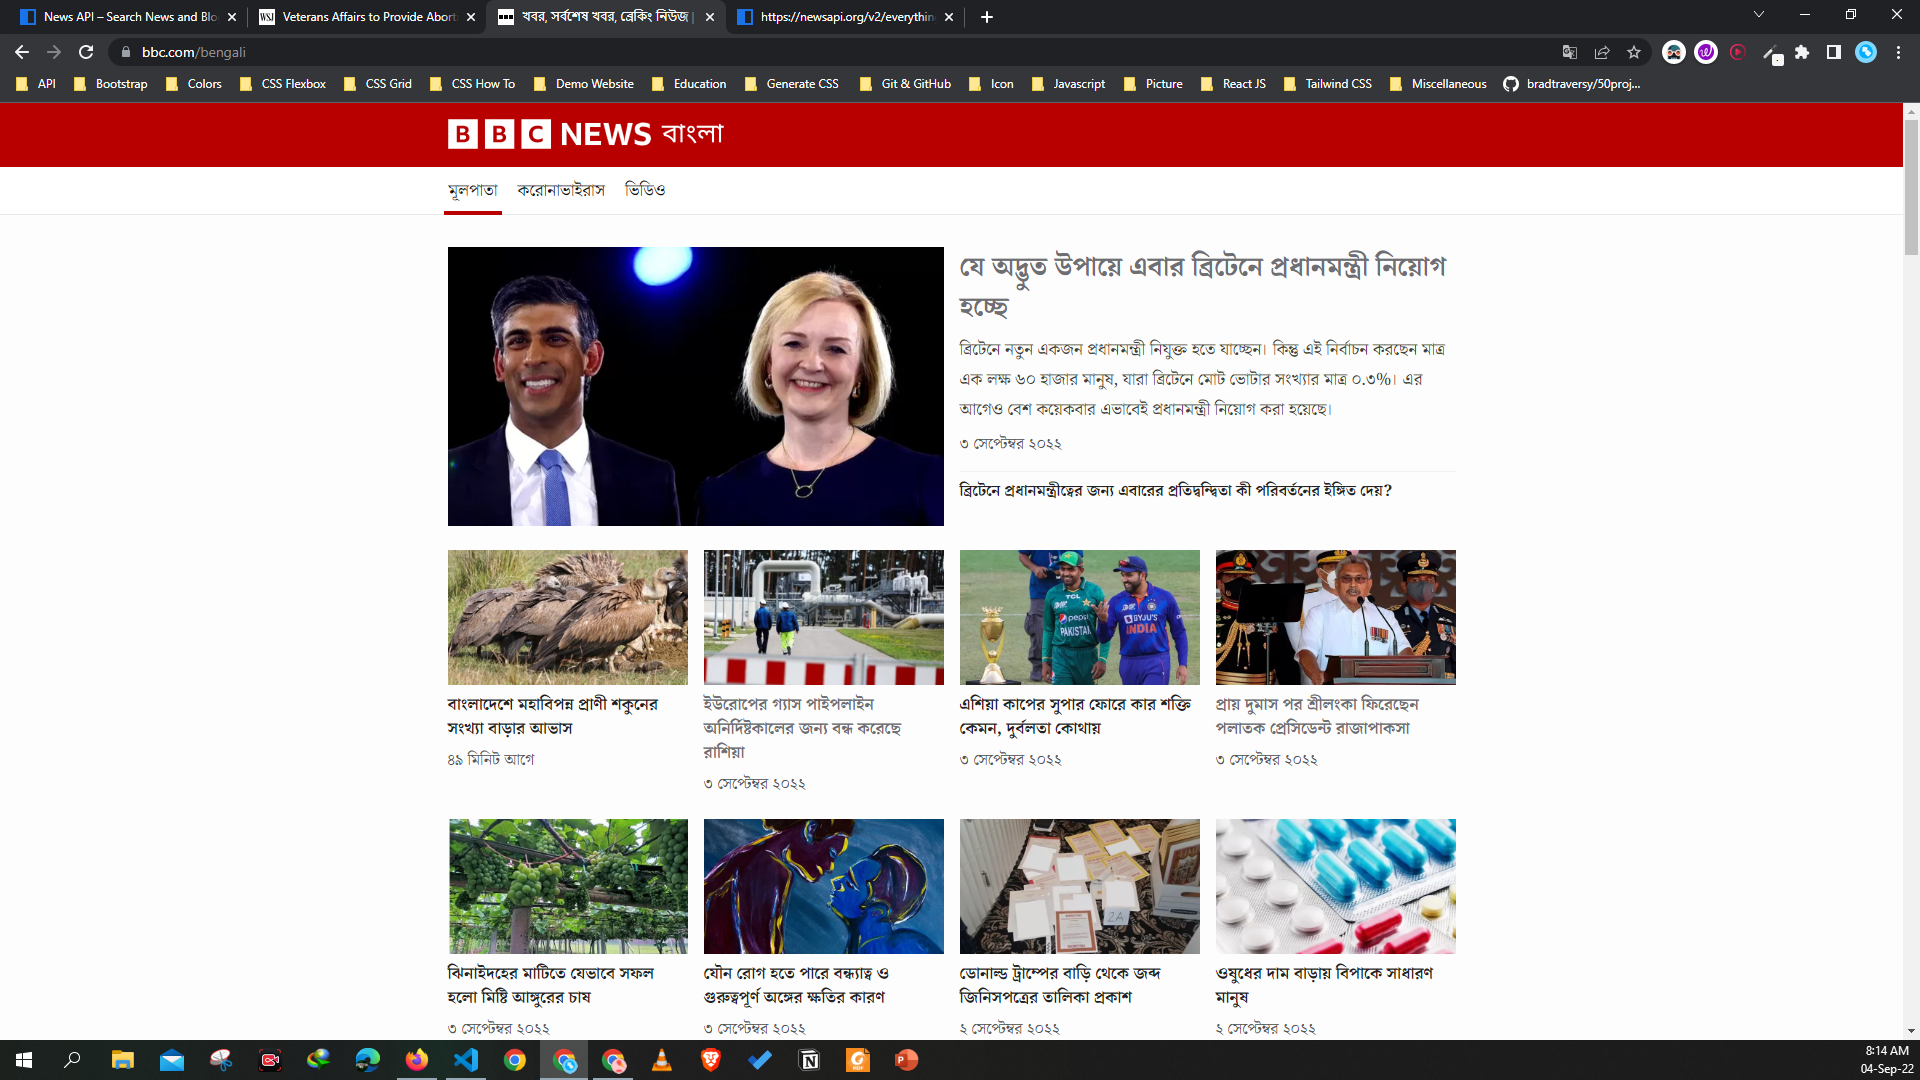 News API – Search News and Blo
Veterans Affairs to Provide Abort
খবর, সর্বশেষ খবর, ব্রেকিং নিউজ |
https://newsapi.org/v2/everythin
bbc.com/bengali
API
Bootstrap
Colors
CSS Flexbox
CSS Grid
CSS How To
Demo Website
Education
Generate CSS
Git & GitHub
Icon
Javascript
Picture
React JS
Tailwind CSS
Miscellaneous
bradtraversy/50proj...
BBC NEWS বাংলা
মূলপাতা
করোনাভাইরাস
ভিডিও
যে অদ্ভুত উপায়ে এবার ব্রিটেনে প্রধানমন্ত্রী নিয়োগ
হচ্ছে
ব্রিটেনে নতুন একজন প্রধানমন্ত্রী নিযুক্ত হতে যাচ্ছেন। কিন্তু এই নির্বাচন করছেন মাত্র
এক লক্ষ ৬০ হাজার মানুষ, যারা ব্রিটেনে মোট ভোটার সংখ্যার মাত্র ০.৩%। এর
আগেও বেশ কয়েকবার এভাবেই প্রধানমন্ত্রী নিয়োগ করা হয়েছে।
৩ সেপ্টেম্বর ২০২২
ব্রিটেনে প্রধানমন্ত্রীত্বের জন্য এবারের প্রতিদ্বন্দ্বিতা কী পরিবর্তনের ইঙ্গিত দেয়?
TCL
pepsi
PAKISTAN
BYJU'S
INDIA
বাংলাদেশে মহাবিপন্ন প্রাণী শকুনের
সংখ্যা বাড়ার আভাস
৪৯ মিনিট আগে
ইউরোপের গ্যাস পাইপলাইন
অনির্দিষ্টকালের জন্য বন্ধ করেছে
রাশিয়া
৩ সেপ্টেম্বর ২০২২
এশিয়া কাপের সুপার ফোরে কার শক্তি
কেমন, দুর্বলতা কোথায়
৩ সেপ্টেম্বর ২০২২
প্রায় দুমাস পর শ্রীলংকা ফিরেছেন
পলাতক প্রেসিডেন্ট রাজাপাকসা
৩ সেপ্টেম্বর ২০২২
2A
ঝিনাইদহের মাটিতে যেভাবে সফল
হলো মিষ্টি আঙ্গুরের চাষ
৩ সেপ্টেম্বর ২০২২
যৌন রোগ হতে পারে বন্ধ্যাত্ব ও
গুরুত্বপূর্ণ অঙ্গের ক্ষতির কারণ
৩ সেপ্টেম্বর ২০২২
ডোনাল্ড ট্রাম্পের বাড়ি থেকে জব্দ
জিনিসপত্রের তালিকা প্রকাশ
২ সেপ্টেম্বর ২০২২
ওষুধের দাম বাড়ায় বিপাকে সাধারণ
মানুষ
২ সেপ্টেম্বর ২০২২
8:14 AM
04-Sep-22